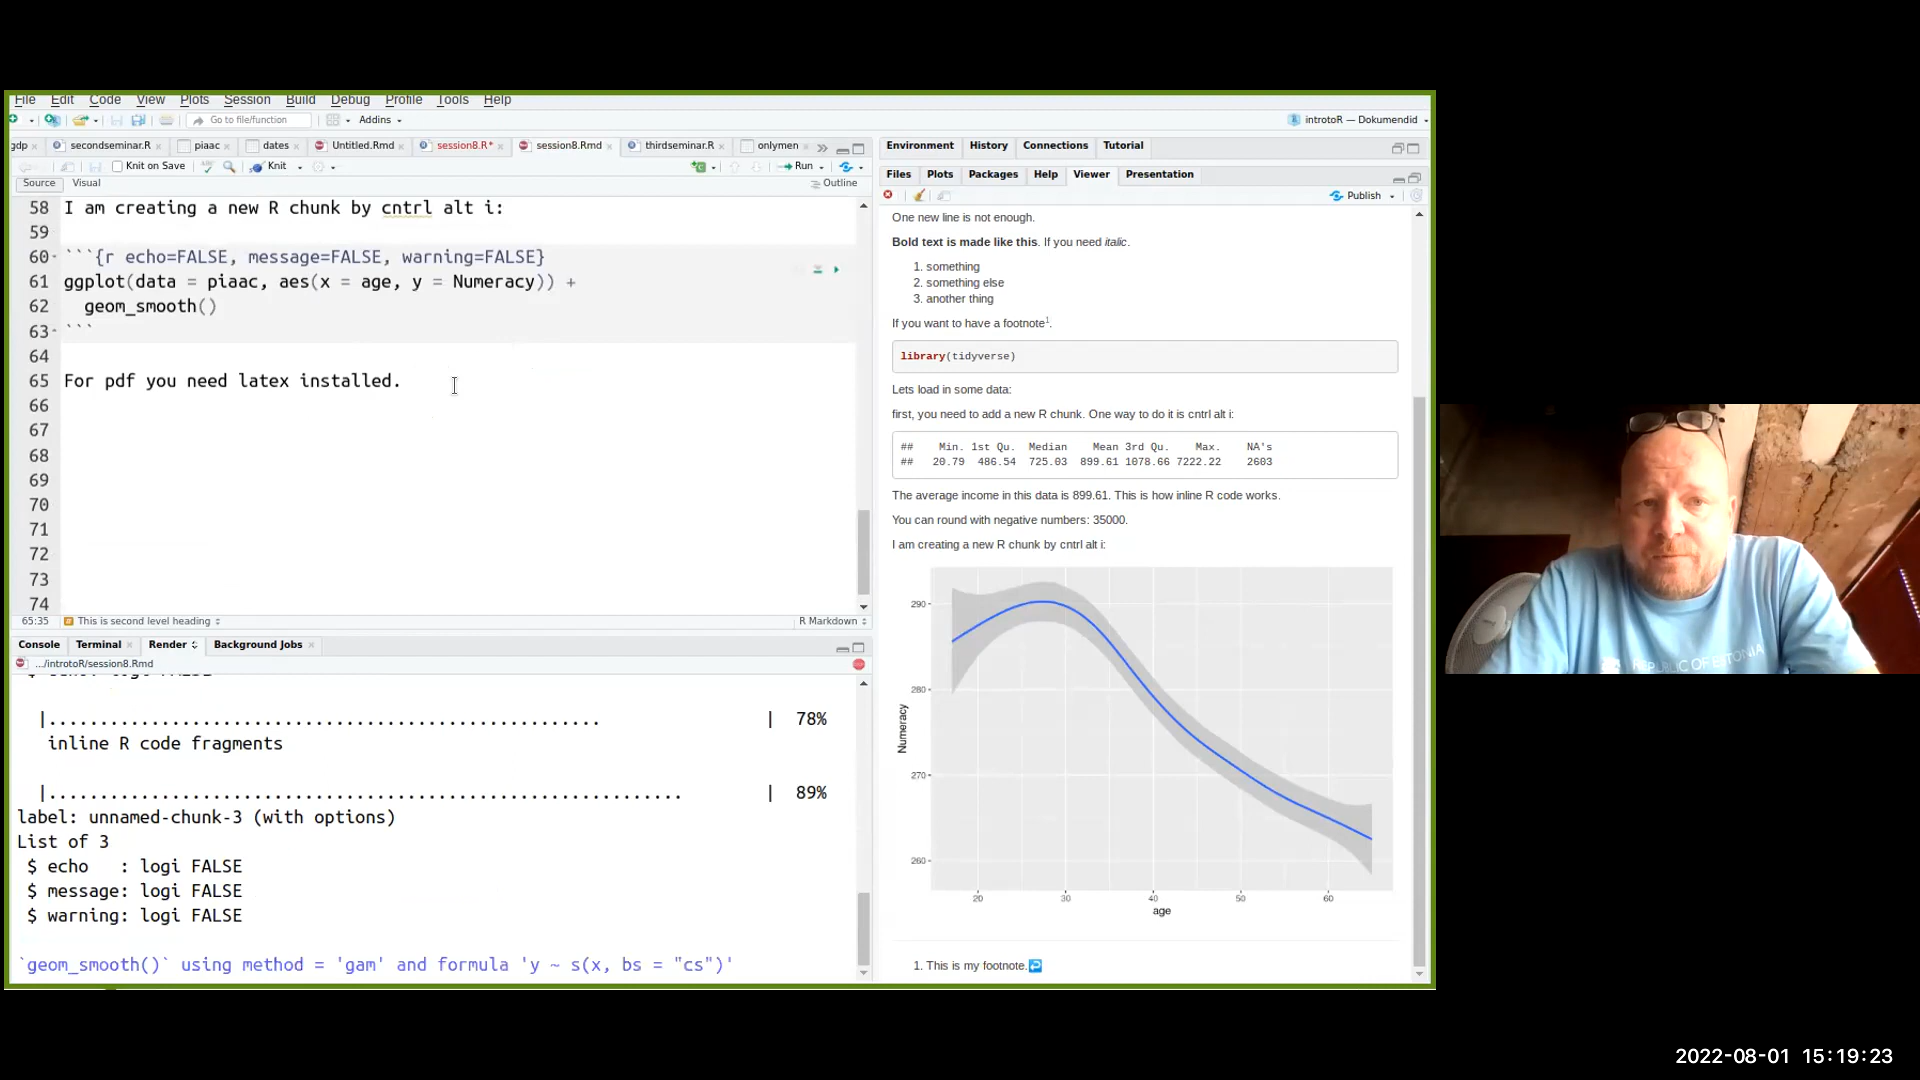 File Edit Code View Plots Session Build Debug Profile Tools Help
Go to file/function Addins introtoR — Dokumendid
gdp secondseminar.R piaac dates Untitled.Rmd session8.R* session8.Rmd thirdseminar.R onlymen
Knit on Save Knit Run
Source Visual Outline
58 I am creating a new R chunk by cntrl alt i:
59
60 ```{r echo=FALSE, message=FALSE, warning=FALSE}
61 ggplot(data = piaac, aes(x = age, y = Numeracy)) +
62 geom_smooth()
63 ```
64
65 For pdf you need latex installed.
66
67
68
69
70
71
72
73
74
65:35 This is second level heading R Markdown
Console Terminal Render Background Jobs
.../introtoR/session8.Rmd
|.................................................... | 78%
inline R code fragments
|............................................................ | 89%
label: unnamed-chunk-3 (with options)
List of 3
$ echo : logi FALSE
$ message: logi FALSE
$ warning: logi FALSE
`geom_smooth()` using method = 'gam' and formula 'y ~ s(x, bs = "cs")'
Environment History Connections Tutorial
Files Plots Packages Help Viewer Presentation
Publish
One new line is not enough.
Bold text is made like this. If you need italic.
1. something
2. something else
3. another thing
If you want to have a footnote1.
library(tidyverse)
Lets load in some data:
first, you need to add a new R chunk. One way to do it is cntrl alt i:
## Min. 1st Qu. Median Mean 3rd Qu. Max. NA's
## 20.79 486.54 725.03 899.61 1078.66 7222.22 2603
The average income in this data is 899.61. This is how inline R code works.
You can round with negative numbers: 35000.
I am creating a new R chunk by cntrl alt i:
290
280
270
260
Numeracy
20 30 40 50 60
age
1. This is my footnote.
REPUBLIC OF ESTONIA
2022-08-01 15:19:23